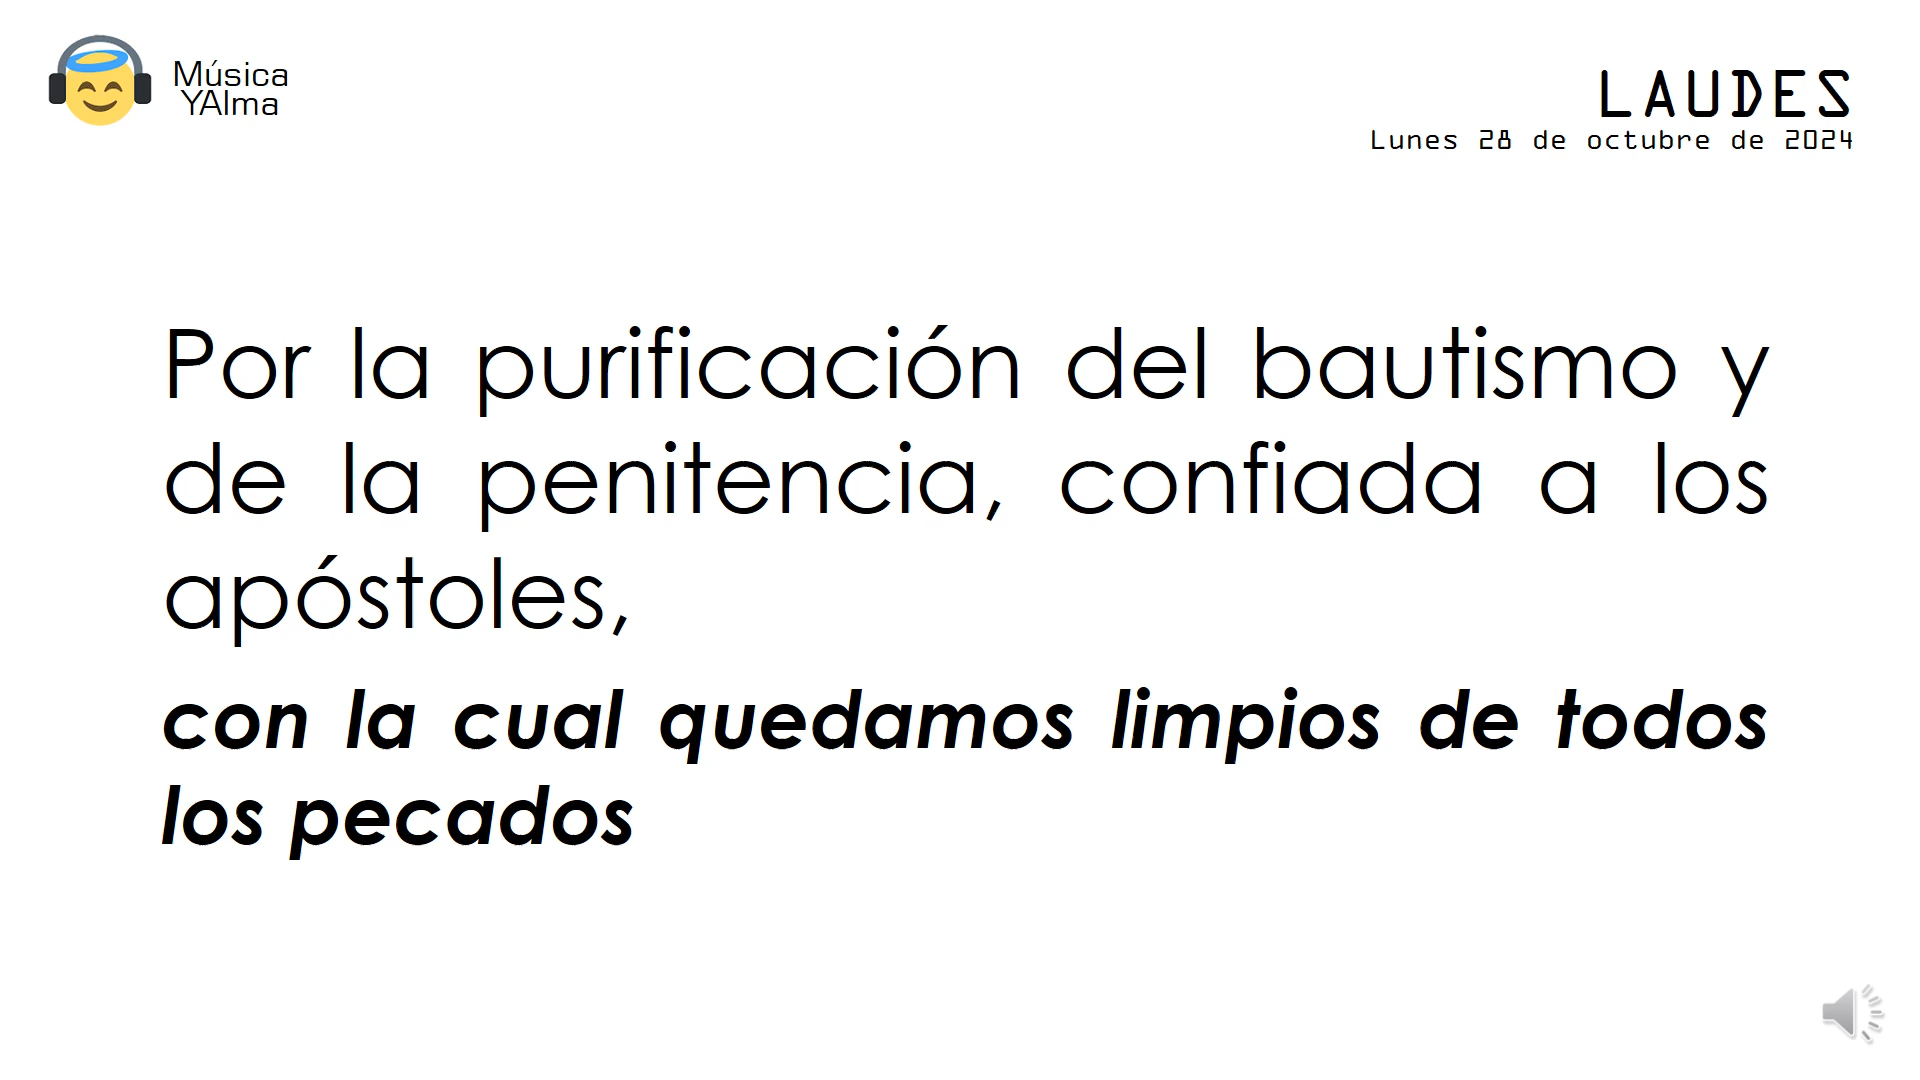 Música
YAlma
LAUDES
Lunes 28 de octubre de 2024
Por la purificación del bautismo y
de la penitencia, confiada a los
apóstoles,
con la cual quedamos limpios de todos
los pecados